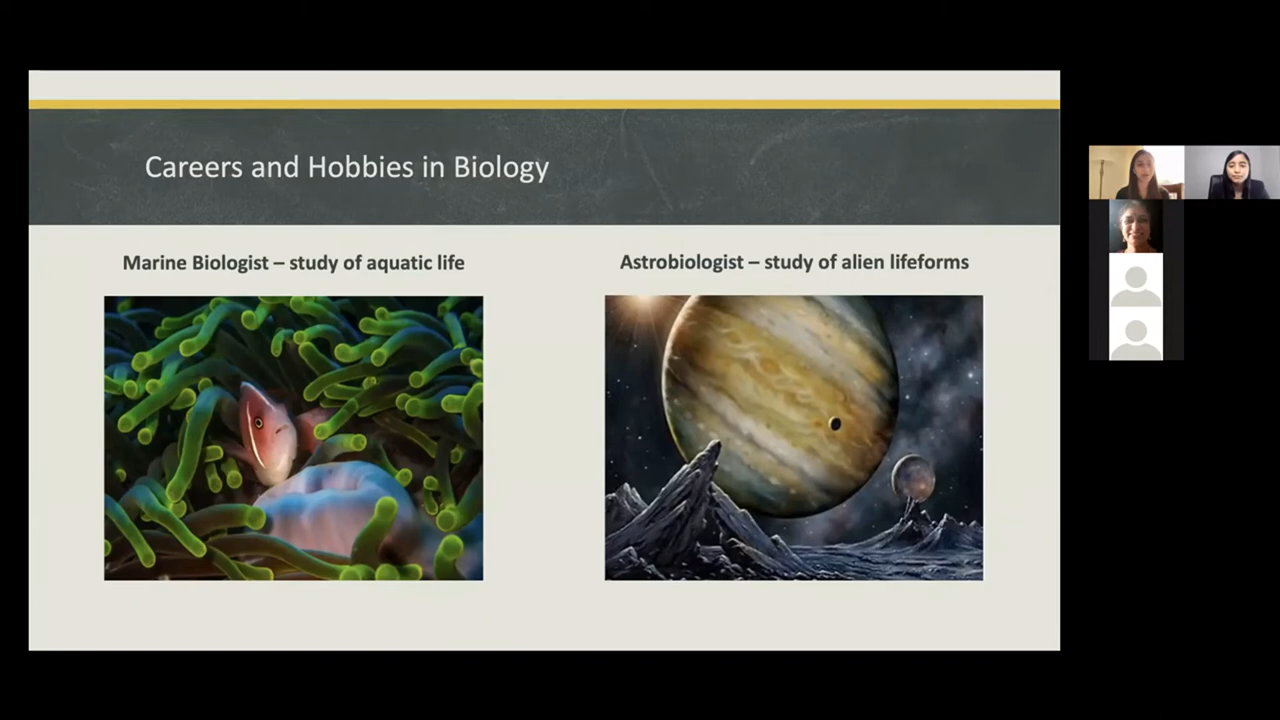 Careers and Hobbies in Biology
Marine Biologist – study of aquatic life
Astrobiologist – study of alien lifeforms